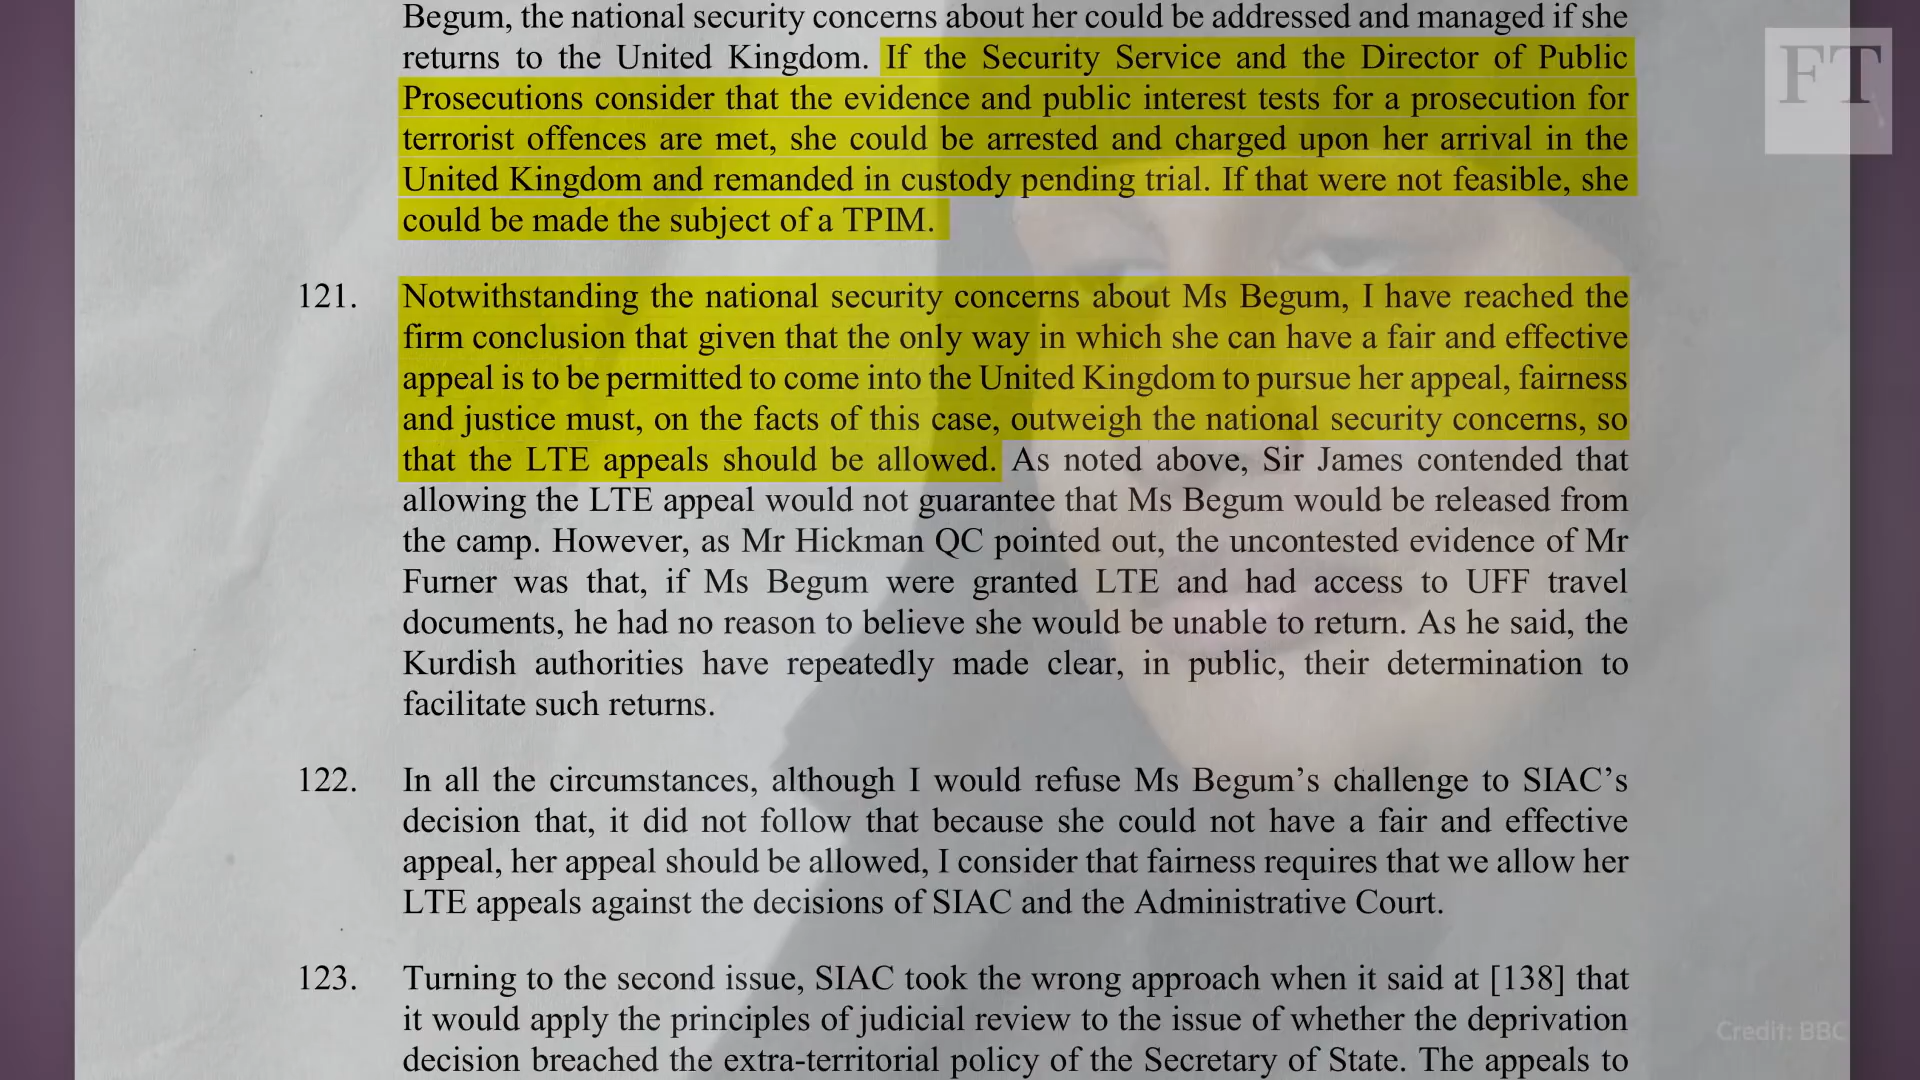 Begum, the national security concerns about her could be addressed and managed if she
returns to the United Kingdom. If the Security Service and the Director of Public
Prosecutions consider that the evidence and public interest tests for a prosecution for
terrorist offences are met, she could be arrested and charged upon her arrival in the
United Kingdom and remanded in custody pending trial. If that were not feasible, she
could be made the subject of a TPIM.
121. Notwithstanding the national security concerns about Ms Begum, I have reached the
firm conclusion that given that the only way in which she can have a fair and effective
appeal is to be permitted to come into the United Kingdom to pursue her appeal, fairness
and justice must, on the facts of this case, outweigh the national security concerns, so
that the LTE appeals should be allowed. As noted above, Sir James contended that
allowing the LTE appeal would not guarantee that Ms Begum would be released from
the camp. However, as Mr Hickman QC pointed out, the uncontested evidence of Mr
Furner was that, if Ms Begum were granted LTE and had access to UFF travel
documents, he had no reason to believe she would be unable to return. As he said, the
Kurdish authorities have repeatedly made clear, in public, their determination to
facilitate such returns.
122. In all the circumstances, although I would refuse Ms Begum’s challenge to SIAC’s
decision that, it did not follow that because she could not have a fair and effective
appeal, her appeal should be allowed, I consider that fairness requires that we allow her
LTE appeals against the decisions of SIAC and the Administrative Court.
123. Turning to the second issue, SIAC took the wrong approach when it said at [138] that
it would apply the principles of judicial review to the issue of whether the deprivation
decision breached the extra-territorial policy of the Secretary of State. The appeals to
FT
Credit: BBC